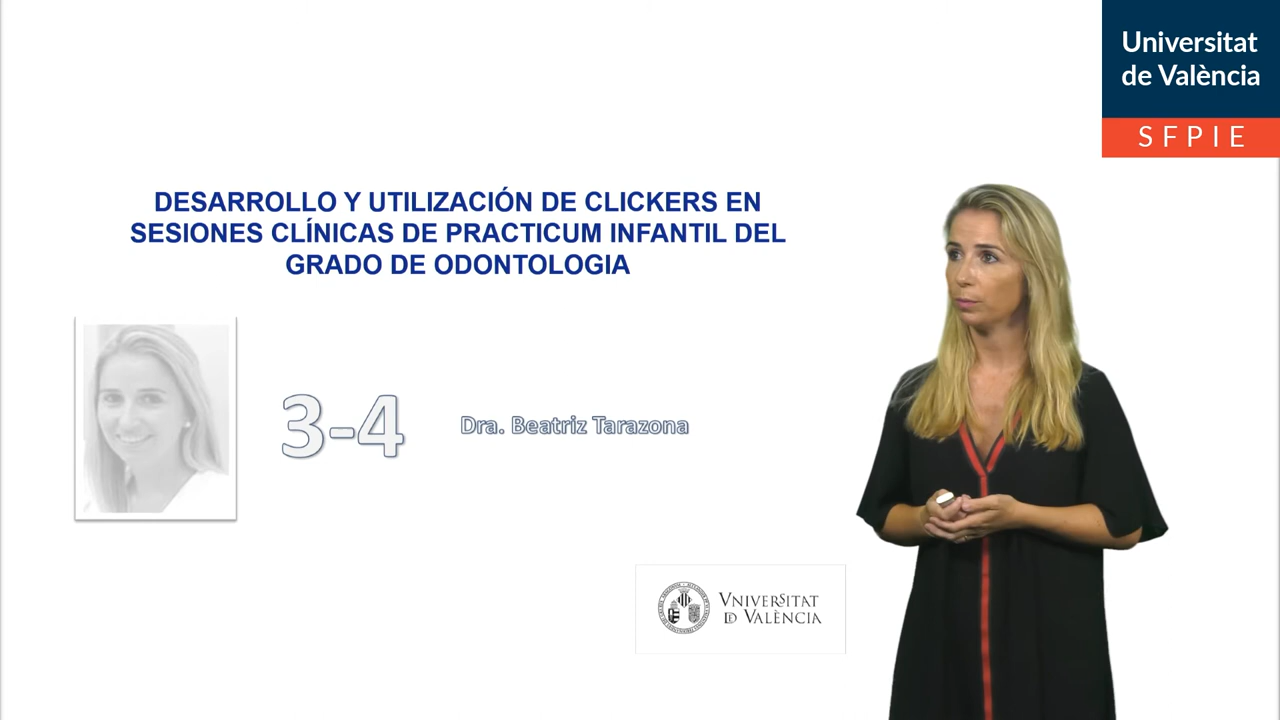 Universitat
de València
SFPIE
DESARROLLO Y UTILIZACIÓN DE CLICKERS EN
SESIONES CLÍNICAS DE PRACTICUM INFANTIL DEL
GRADO DE ODONTOLOGIA
3-4
Dra. Beatriz Tarazona
VNIVERSITAT
DE VALÈNCIA